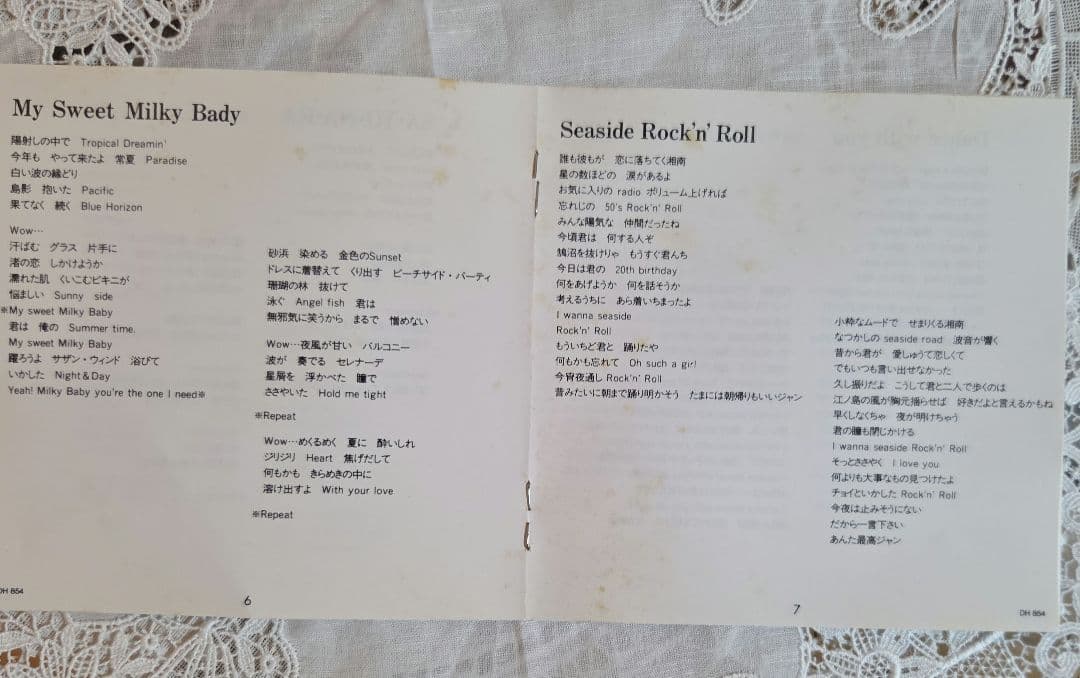 My Sweet Milky Bady
陽射しの中で Tropical Dreamin'
今年も やって来たよ 常夏 Paradise
白い波の縁どり
島影 抱いた Pacific
果てなく 続く Blue Horizon
Wow…
汗ばむ グラス 片手に
渚の恋 しかけようか
濡れた肌 くいこむビキニが
悩ましい Sunny side
※My sweet Milky Baby
君は 俺の Summer time.
My sweet Milky Baby
躍ろうよ サザン・ウィンド 浴びて
いかした Night&Day
Yeah! Milky Baby you're the one I need※
砂浜 染める 金色のSunset
ドレスに着替えて くり出す ビーチサイド・パーティ
珊瑚の林 抜けて
泳ぐ Angel fish 君は
無邪気に笑うから まるで 憎めない
Wow…夜風が甘い バルコニー
波が 奏でる セレナーデ
星屑を 浮かべた 瞳で
ささやいた Hold me tight
※Repeat
Wow…めくるめく 夏に 酔いしれ
ジリジリ Heart 焦げだして
何もかも きらめきの中に
溶け出すよ With your love
※Repeat
DH 854
6
Seaside Rock'n' Roll
誰も彼もが 恋に落ちてく湘南
星の数ほどの 涙があるよ
お気に入りの radio ボリューム上げれば
忘れじの 50's Rock'n' Roll
みんな陽気な 仲間だったね
今頃君は 何する人ぞ
鵠沼を抜けりゃ もうすぐ君んち
今日は君の 20th birthday
何をあげようか 何を話そうか
考えるうちに あら着いちまったよ
I wanna seaside
Rock'n' Roll
もういちど君と 踊りたや
何もかも忘れて Oh such a girl
今宵夜通し Rock'n' Roll
昔みたいに朝まで踊り明かそう たまには朝帰りもいいジャン
小粋なムードで せまりくる湘南
なつかしの seaside road 波音が響く
昔から君が 愛しゅうて恋しくて
でもいつも言い出せなかった
久し振りだよ こうして君と二人で歩くのは
江ノ島の風が胸元揺らせば 好きだよと言えるかもね
早くしなくちゃ 夜が明けちゃう
君の瞳も閉じかける
I wanna seaside Rock'n' Roll
そっとささやく I love you
何よりも大事なもの見つけたよ
チョイといかした Rock'n' Roll
今夜は止みそうにない
だから一言下さい
あんた最高ジャン
7
DH 854